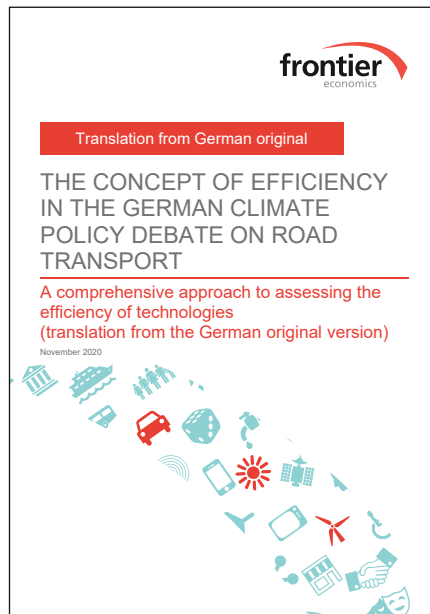 frontier
economics
Translation from German original
THE CONCEPT OF EFFICIENCY
IN THE GERMAN CLIMATE
POLICY DEBATE ON ROAD
TRANSPORT
A comprehensive approach to assessing the
efficiency of technologies
(translation from the German original version)
November 2020